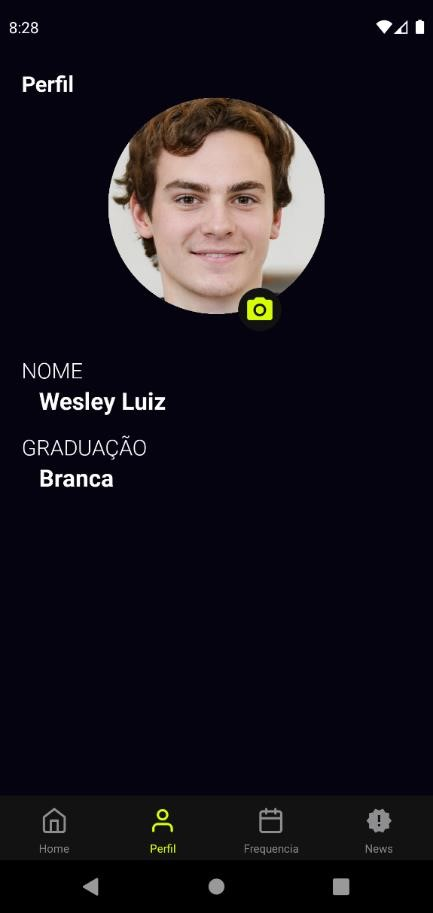 8:28
Perfil
NOME
Wesley Luiz
GRADUAÇÃO
Branca
Home
Perfil
Frequencia
News